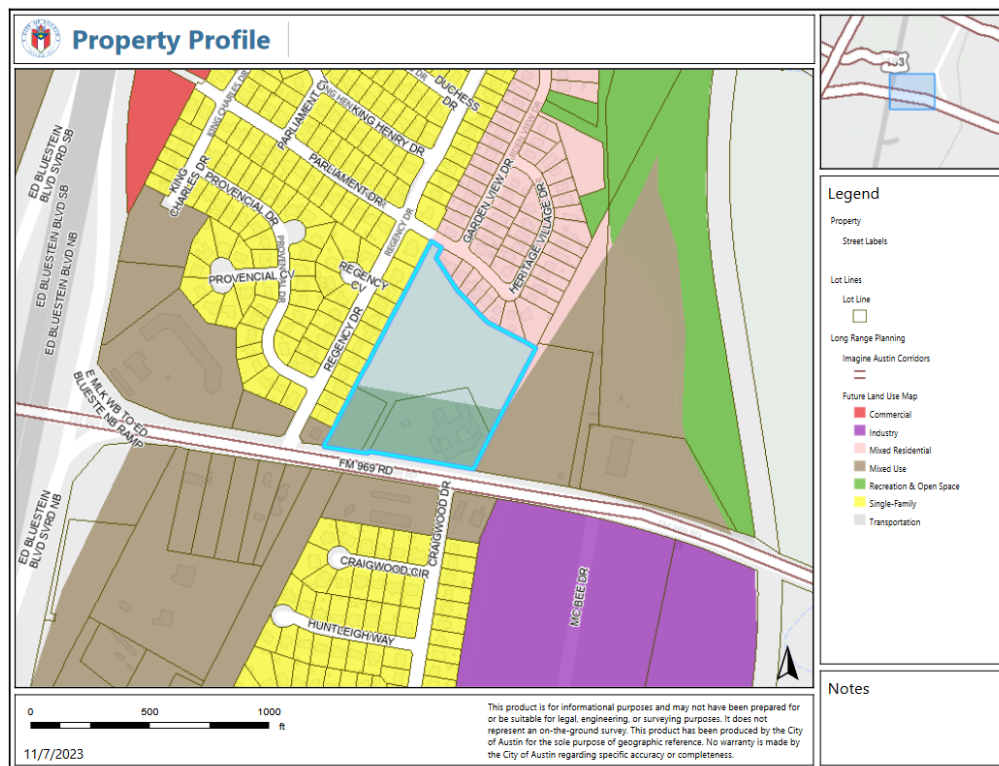 Property Profile
ED BLUESTEIN
BLVD SVRD SB
ED BLUESTEIN BLVD SB
ED BLUESTEIN BLVD NB
ED BLUESTEIN
BLVD SVRD NB
E MLK WB TO ED
BLUESTE NB RAMP
KING CHARLES DR
KING
CHARLES DR
PARLIAMENT
KING HENRY DR
DUCHESS
DR
PARLIAMENT DR
PROVENCIAL DR
PROVENCIAL DR
PROVENCIAL CV
REGENCY
CV
REGENCY DR
REGENCY DR
GARDEN VIEW DR
HERITAGE VILLAGE DR
FM 969 RD
CRAIGWOOD DR
CRAIGWOOD CIR
HUNTLEIGH WAY
MC BEE DR
183
Legend
Property
Street Labels
Lot Lines
Lot Line
Long Range Planning
Imagine Austin Corridors
Future Land Use Map
Commercial
Industry
Mixed Residential
Mixed Use
Recreation & Open Space
Single-Family
Transportation
Notes
0 500 1000
ft
11/7/2023
This product is for informational purposes and may not have been prepared for
or be suitable for legal, engineering, or surveying purposes. It does not
represent an on-the-ground survey. This product has been produced by the City
of Austin for the sole purpose of geographic reference. No warranty is made by
the City of Austin regarding specific accuracy or completeness.